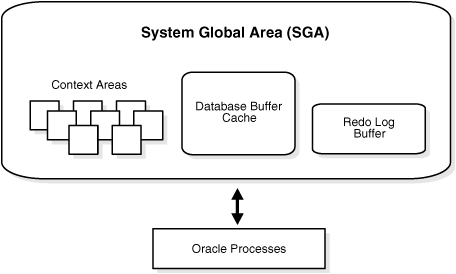 System Global Area (SGA)
Context Areas
Database Buffer
Cache
Redo Log
Buffer
Oracle Processes